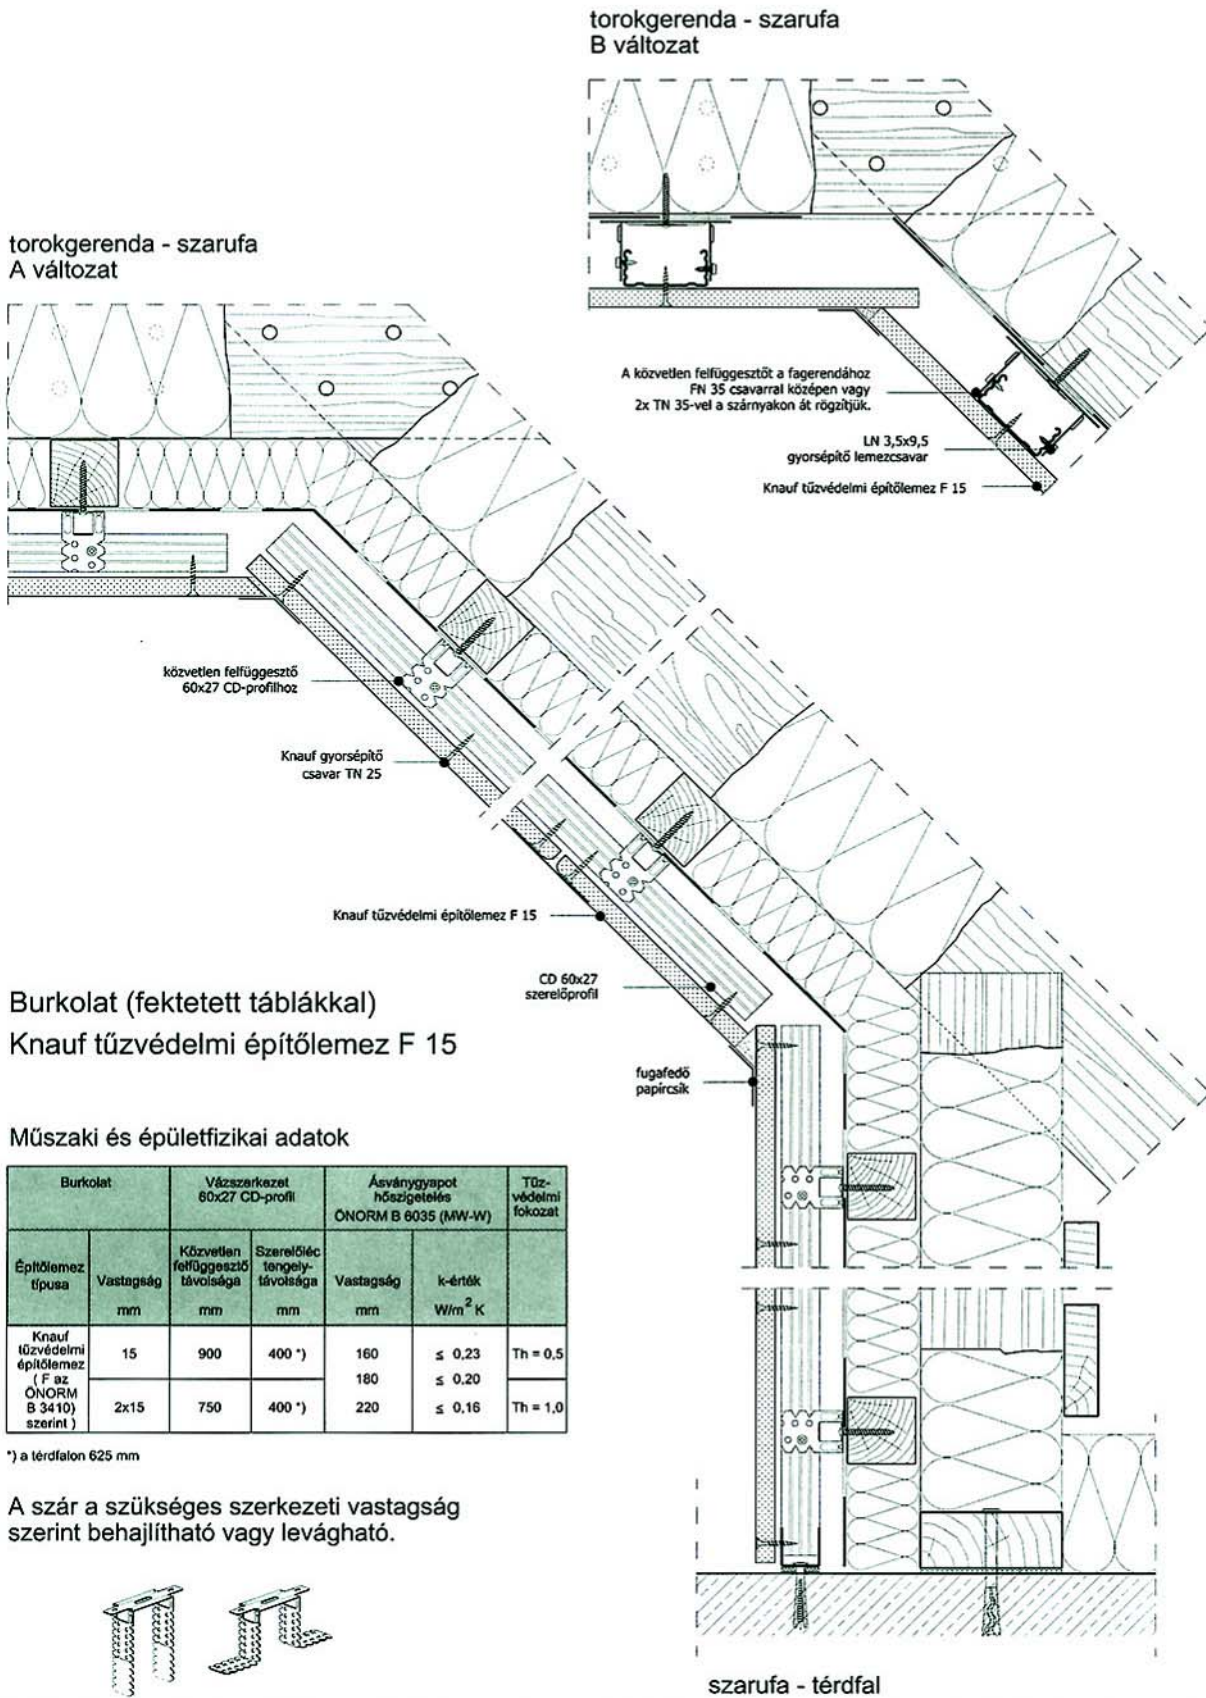 torokgerenda - szarufa
B változat
torokgerenda - szarufa
A változat
A közvetlen felfüggesztőt a fagerendához
FN 35 csavarral középen vagy
2x TN 35-vel a szárnyakon át rögzítjük.
LN 3,5x9,5
gyorsépítő lemezcsavar
Knauf tűzvédelmi építőlemez F 15
közvetlen felfüggesztő
60x27 CD-profilhoz
Knauf gyorsépítő
csavar TN 25
Knauf tűzvédelmi építőlemez F 15
CD 60x27
szerelőprofil
fugafedő
papírcsík
Burkolat (fektetett táblákkal)
Knauf tűzvédelmi építőlemez F 15
Műszaki és épületfizikai adatok
Burkolat
Vázszerkezet
60x27 CD-profil
Ásványgyapot
hőszigetelés
ÖNORM B 6035 (MW-W)
Tűz-
védelmi
fokozat
Építőlemez
típusa
Vastagság
mm
Közvetlen
felfüggesztő
távolsága
mm
Szerelőléc
tengely-
távolsága
mm
Vastagság
mm
k-érték
W/m² K
Knauf
tűzvédelmi
építőlemez
( F az
ÖNORM
B 3410)
szerint )
15
900
400 *)
160
≤ 0,23
Th = 0,5
180
≤ 0,20
2x15
750
400 *)
220
≤ 0,16
Th = 1,0
*) a térdfalon 625 mm
A szár a szükséges szerkezeti vastagság
szerint behajlítható vagy levágható.
szarufa - térdfal